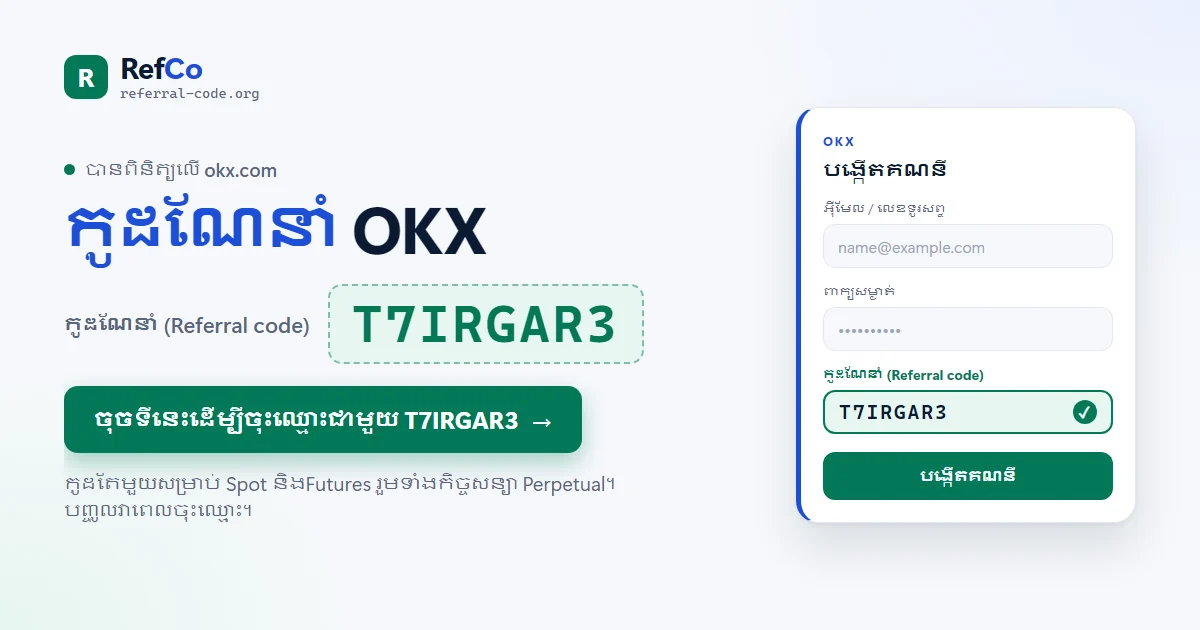 R
RefCo
referral-code.org
បានពិនិត្យលើ okx.com
កូដណែនាំ OKX
កូដណែនាំ (Referral code)
T7IRGAR3
ចុចទីនេះដើម្បីចុះឈ្មោះជាមួយ T7IRGAR3 →
កូដតែមួយសម្រាប់ Spot និងFutures រួមទាំងកិច្ចសន្យា Perpetual។
បញ្ចូលវាពេលចុះឈ្មោះ។
OKX
បង្កើតគណនី
អ៊ីមែល / លេខទូរសព្ទ
name@example.com
ពាក្យសម្ងាត់
••••••••••
កូដណែនាំ (Referral code)
T7IRGAR3 ✓
បង្កើតគណនី